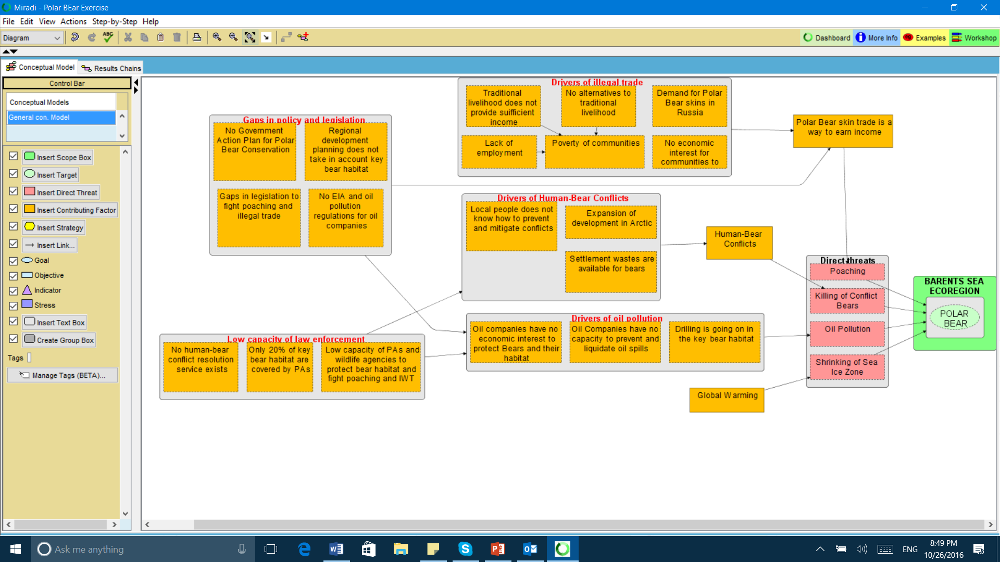 Miradi - Polar BEar Exercise
File Edit View Actions Step-by-Step Help
Diagram
ABC
Dashboard
More Info
eg Examples
Workshop
Conceptual Model
Results Chains
Control Bar
Conceptual Models
General con. Model
Insert Scope Box
Insert Target
Insert Direct Threat
Insert Contributing Factor
Insert Strategy
Insert Link...
Goal
Objective
Indicator
Stress
Insert Text Box
Create Group Box
Tags
Manage Tags (BETA)...
Gaps in policy and legislation
No Government
Action Plan for Polar
Bear Conservation
Regional
development
planning does not
take in account key
bear habitat
Gaps in legislation to
fight poaching and
illegal trade
No EIA and oil
pollution
regulations for oil
companies
Low capacity of law enforcement
No human-bear
conflict resolution
service exists
Only 20% of key
bear habitat are
covered by PAs
Low capacity of PAs and
wildlife agencies to
protect bear habitat and
fight poaching and IWT
Drivers of illegal trade
Traditional
livelihood does not
provide suifficient
income
No alternatives to
traditional
livelihood
Demand for Polar
Bear skins in
Russia
Lack of
employment
Poverty of communities
No economic
interest for
communities to
Drivers of Human-Bear Conflicts
Local people does not
know how to prevent
and mitigate conflicts
Expansion of
development in Arctic
Settlement wastes are
available for bears
Drivers of oil pollution
Oil companies have no
economic interest to
protect Bears and their
habitat
Oil Companies have no
capacity to prevent and
liquidate oil spills
Drilling is going on in
the key bear habitat
Polar Bear skin trade is a
way to earn income
Human-Bear
Conflicts
Global Warming
Direct threats
Poaching
Killing of Conflict
Bears
Oil Pollution
Shrinking of Sea
Ice Zone
BARENTS SEA
ECOREGION
POLAR
BEAR
Ask me anything
ENG
8:49 PM
10/26/2016